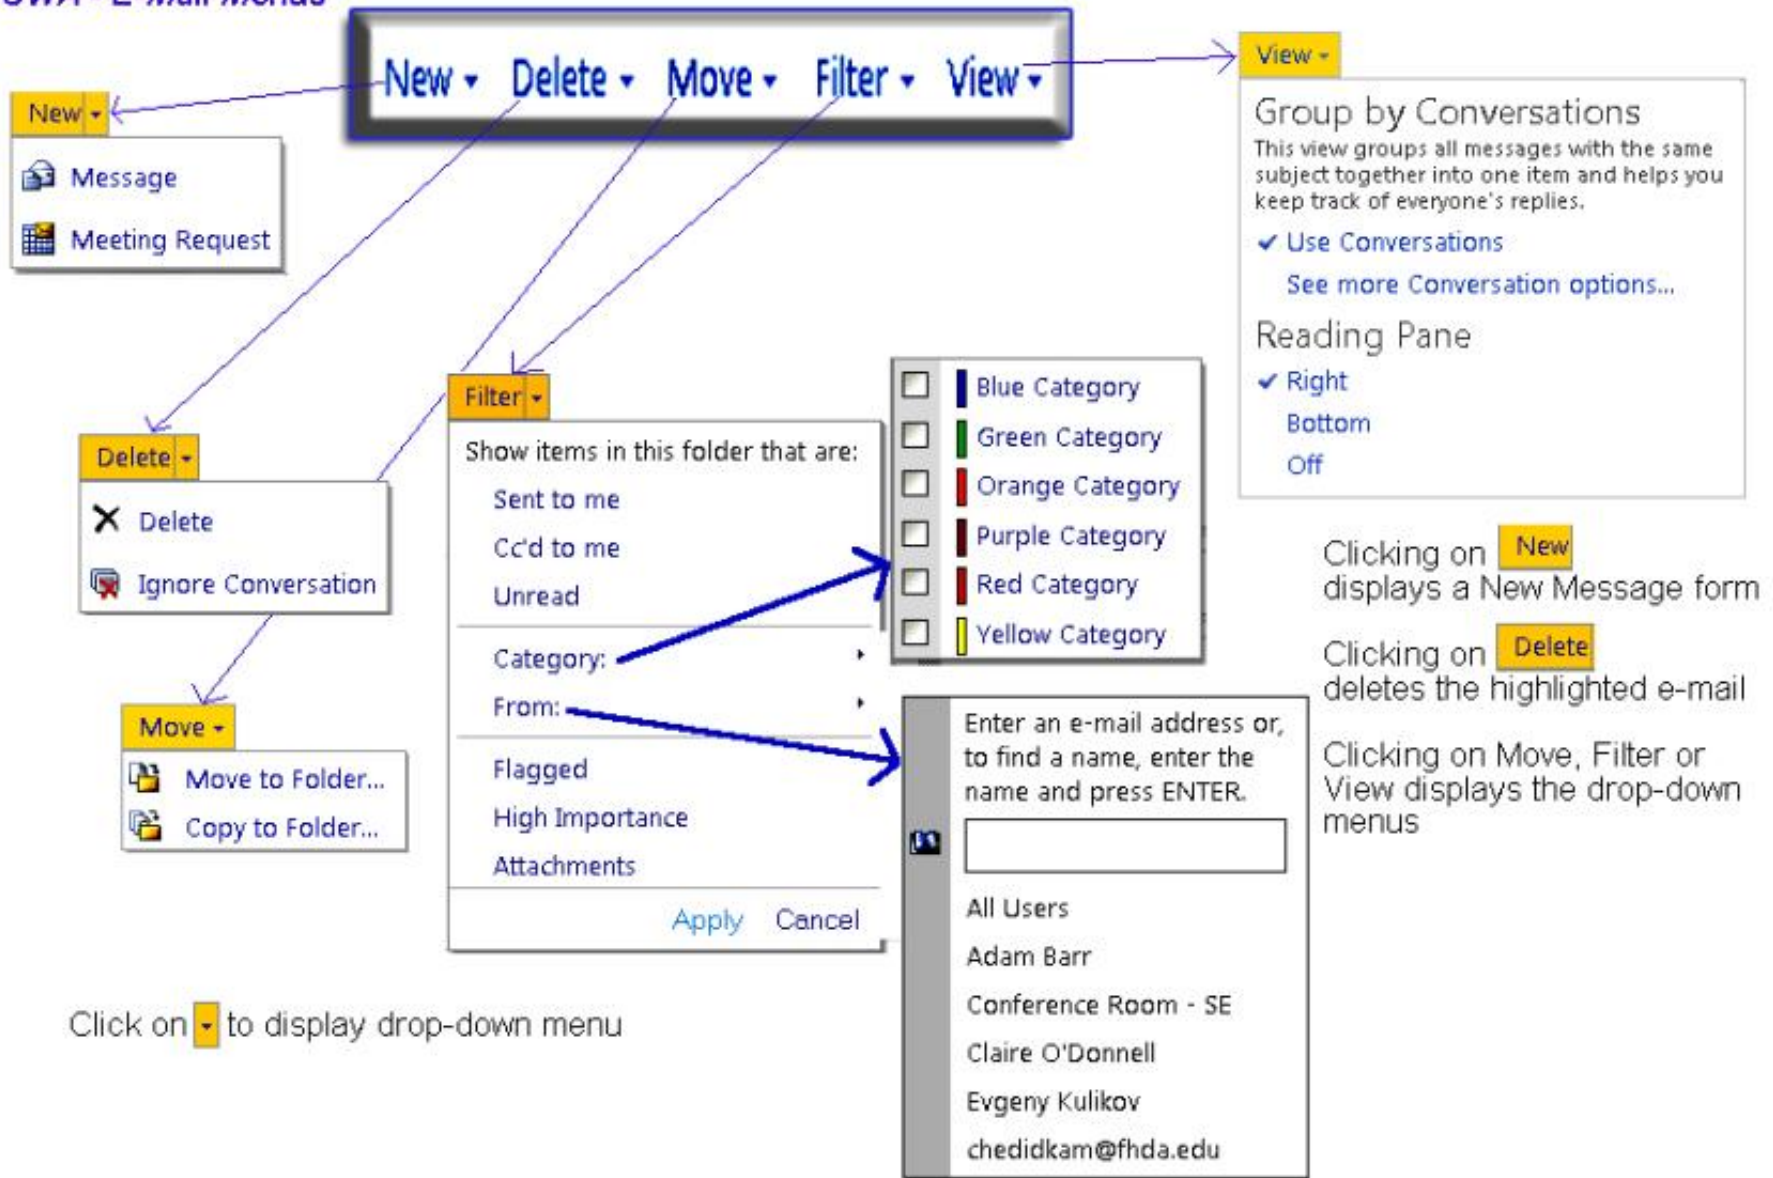 OWA - E-Mail Menus
New Delete Move Filter View
New
Message
Meeting Request
Delete
Delete
Ignore Conversation
Move
Move to Folder...
Copy to Folder...
Filter
Show items in this folder that are:
Sent to me
Cc'd to me
Unread
Category:
From:
Flagged
High Importance
Attachments
Apply Cancel
Blue Category
Green Category
Orange Category
Purple Category
Red Category
Yellow Category
Enter an e-mail address or,
to find a name, enter the
name and press ENTER.
All Users
Adam Barr
Conference Room - SE
Claire O'Donnell
Evgeny Kulikov
chedidkam@fhda.edu
View
Group by Conversations
This view groups all messages with the same
subject together into one item and helps you
keep track of everyone's replies.
Use Conversations
See more Conversation options...
Reading Pane
Right
Bottom
Off
Clicking on New
displays a New Message form
Clicking on Delete
deletes the highlighted e-mail
Clicking on Move, Filter or
View displays the drop-down
menus
Click on to display drop-down menu